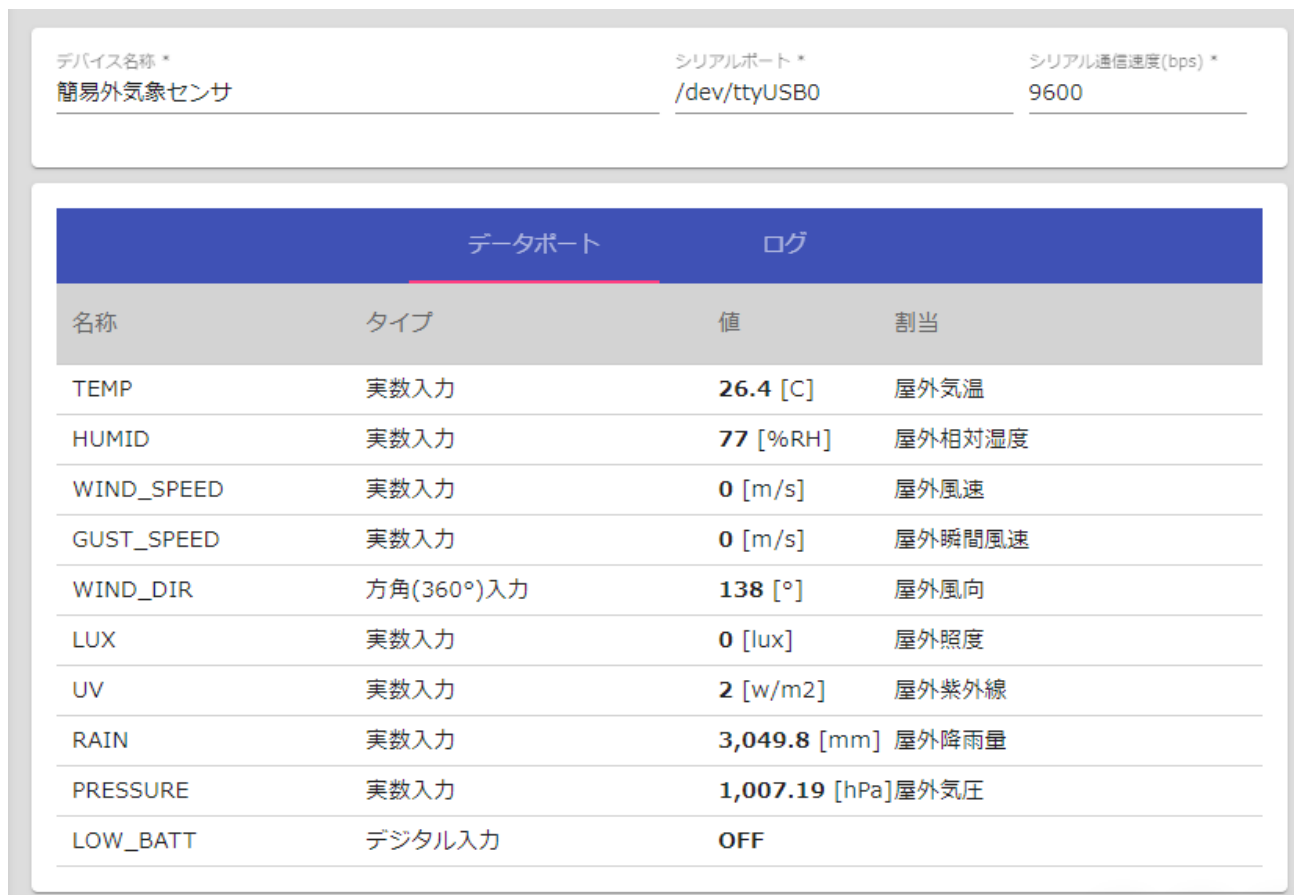 デバイス名称 * シリアルポート * シリアル通信速度(bps) *
簡易外気象センサ /dev/ttyUSB0 9600
データポート ログ
名称 タイプ 値 割当
TEMP 実数入力 26.4 [C] 屋外気温
HUMID 実数入力 77 [%RH] 屋外相対湿度
WIND_SPEED 実数入力 0 [m/s] 屋外風速
GUST_SPEED 実数入力 0 [m/s] 屋外瞬間風速
WIND_DIR 方角(360°)入力 138 [°] 屋外風向
LUX 実数入力 0 [lux] 屋外照度
UV 実数入力 2 [w/m2] 屋外紫外線
RAIN 実数入力 3,049.8 [mm] 屋外降雨量
PRESSURE 実数入力 1,007.19 [hPa] 屋外気圧
LOW_BATT デジタル入力 OFF